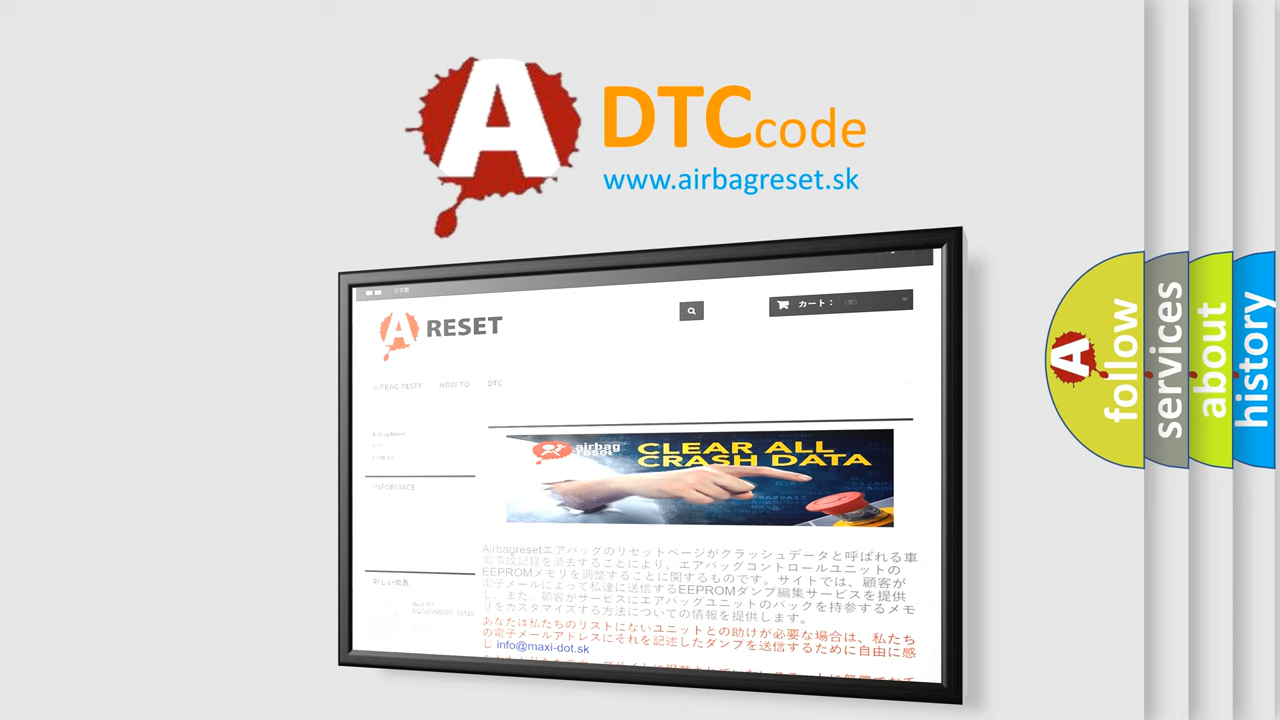 A
DTC code
www.airbagreset.sk
日本語
A RESET
カート：
AIRBAG RESET
HOW TO
DTC
Airbag Reset
HOW TO
INFORMACE
airbag
reset
CLEAR ALL
CRASH DATA
Airbagresetエアバッグのリセットページがクラッシュデータと呼ばれる車
両事故記録を消去することにより、エアバッグコントロールユニットの
EEPROMメモリを調整することに関するものです。サイトでは、顧客が
電子メールによって私達に送信するEEPROMダンプ編集サービスを提供
し、また、顧客がサービスにエアバッグユニットのバックを持参するメモ
リをカスタマイズする方法についての情報を提供します。
あなたは私たちのリストにないユニットとの助けが必要な場合は、私たち
の電子メールアドレスにそれを記述したダンプを送信するために自由に感
じ info@maxi-dot.sk
A
follow
services
about
history